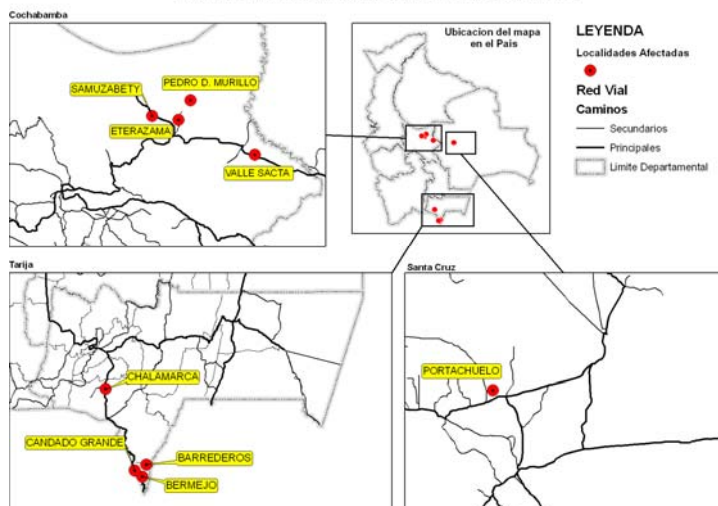 Cochabamba
SAMUZABETY
PEDRO D. MURILLO
ETERAZAMA
VALLE SACTA
Ubicacion del mapa
en el Pais
LEYENDA
Localidades Afectadas
Red Vial
Caminos
Secundarios
Principales
Limite Departamental
Tarija
CHALAMARCA
CANDADO GRANDE
BARREDEROS
BERMEJO
Santa Cruz
PORTACHUELO